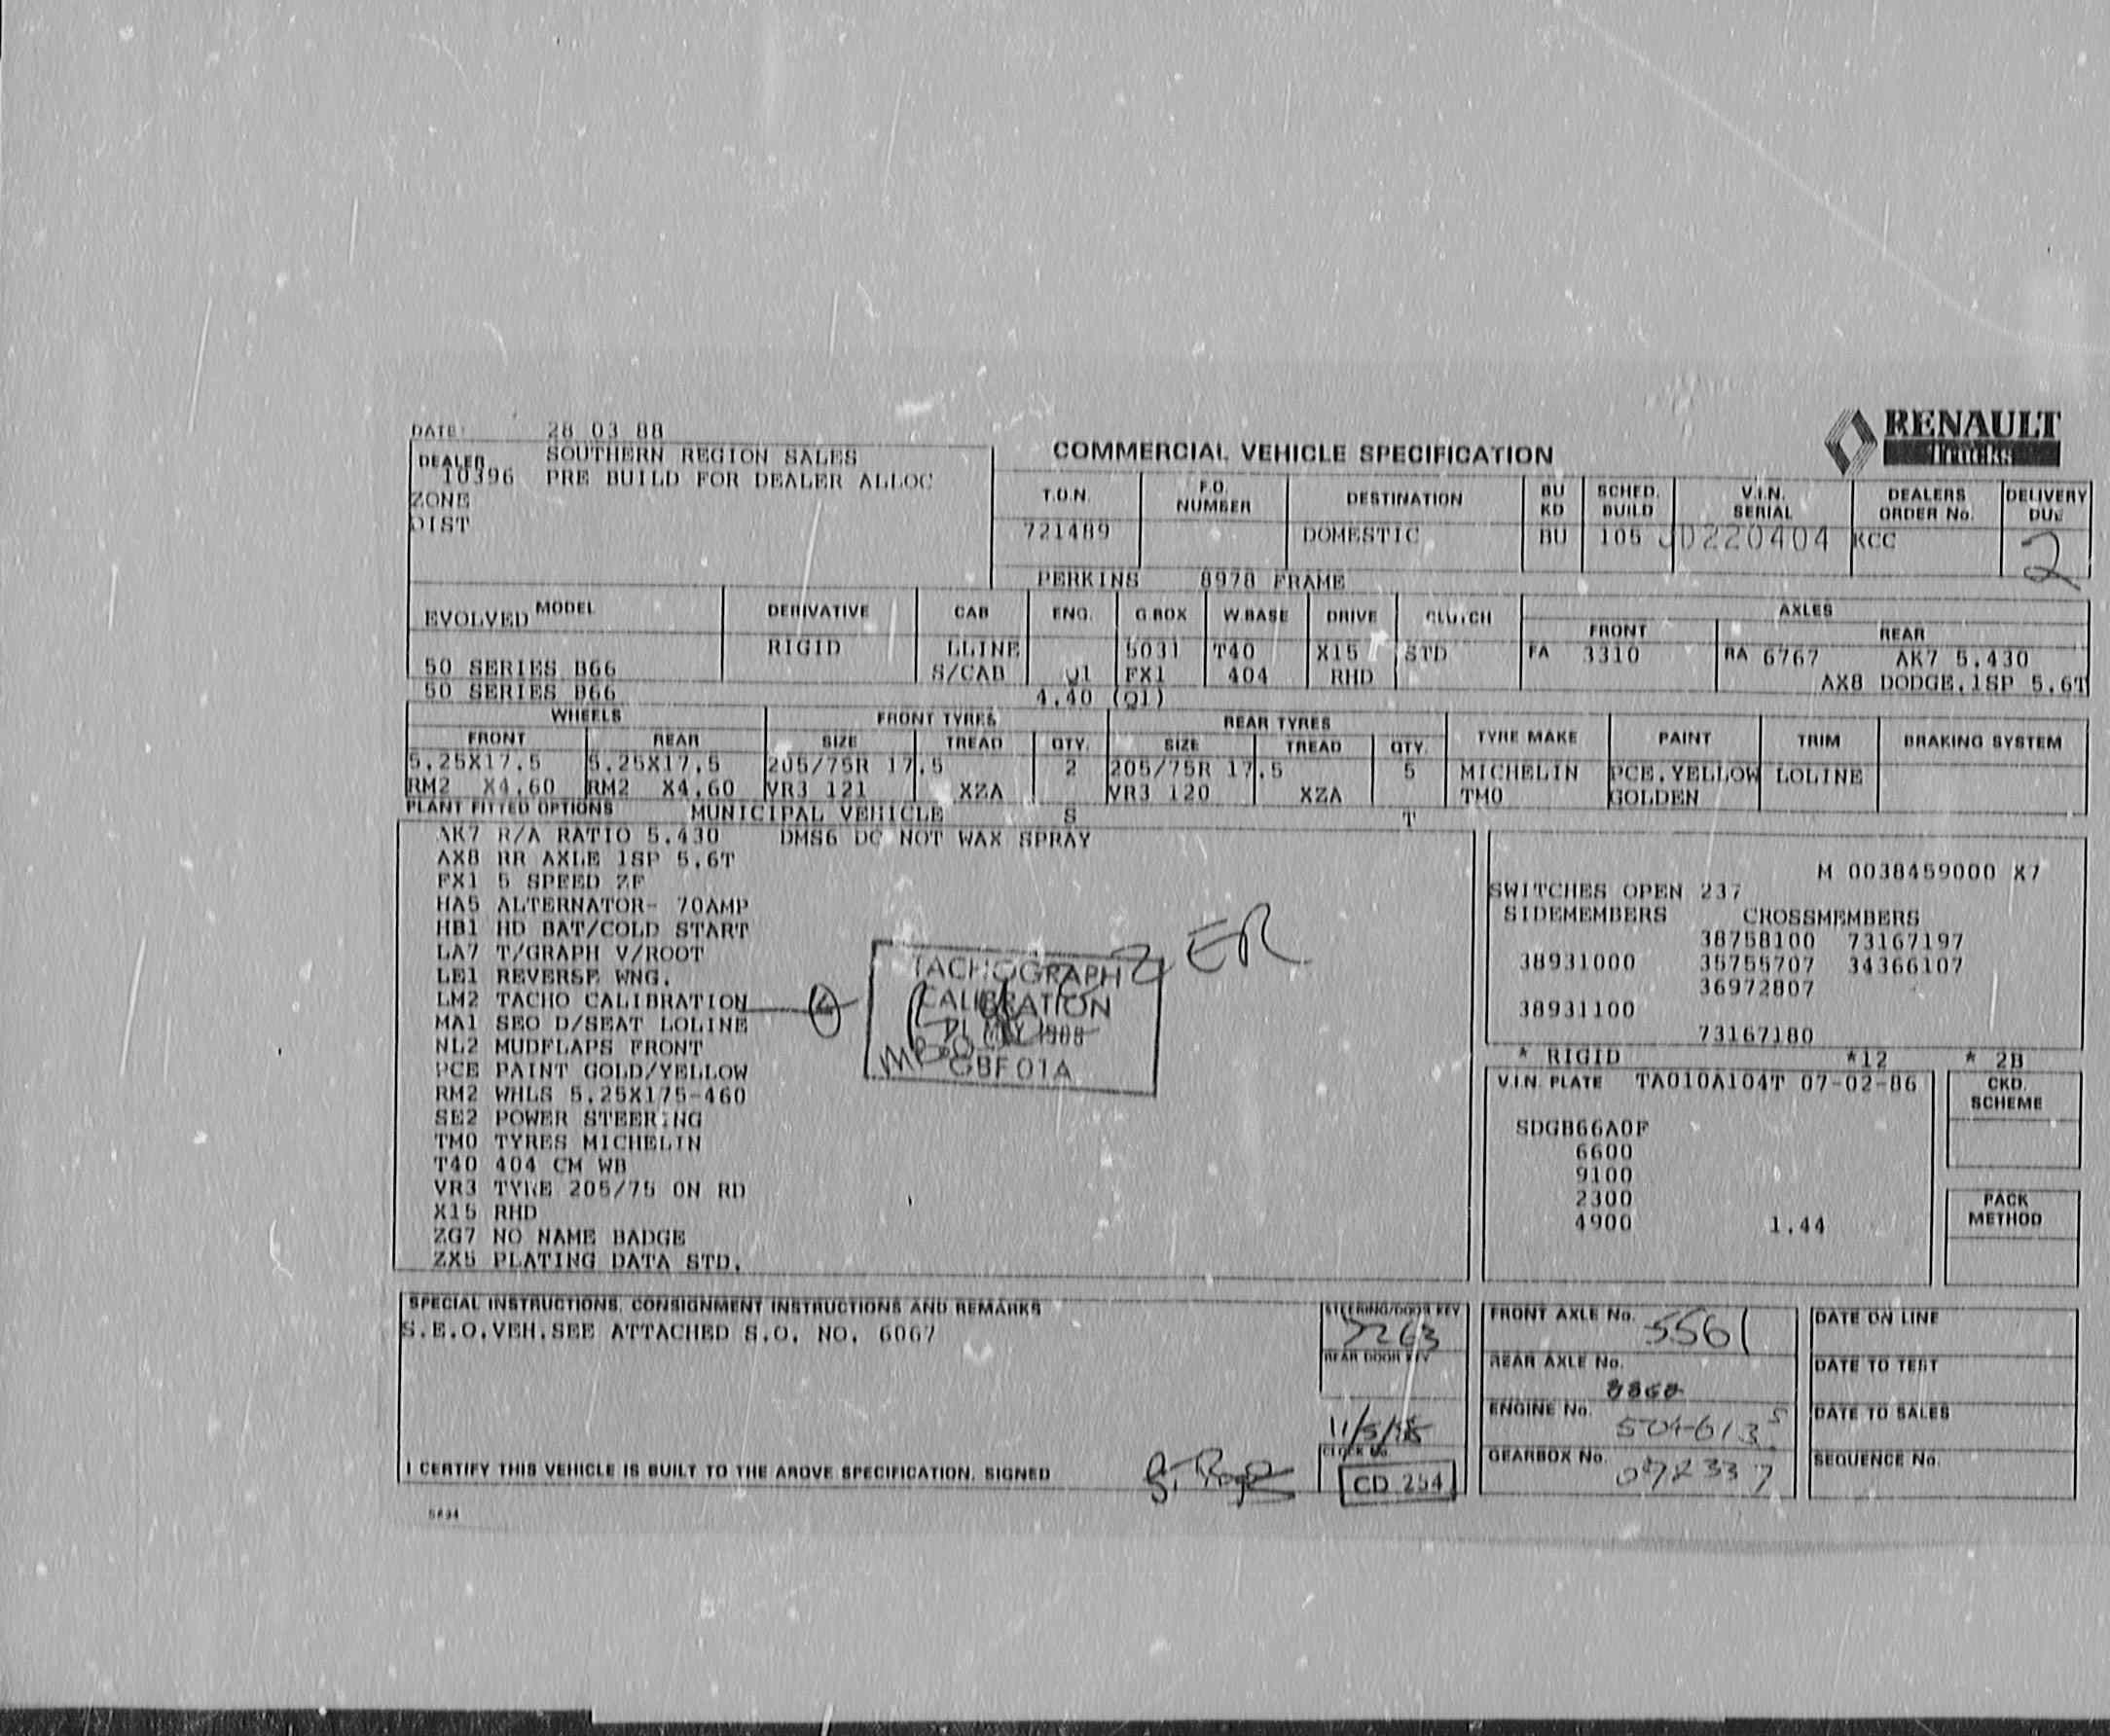 DATE: 28 03 88
RENAULT
Trucks
DEALER SOUTHERN REGION SALES
10396 PRE BUILD FOR DEALER ALLOC
ZONE
DIST
COMMERCIAL VEHICLE SPECIFICATION
T.O.N. F.O. NUMBER DESTINATION BU KD SCHED. BUILD V.I.N. SERIAL DEALERS ORDER No. DELIVERY DUE
721489 DOMESTIC BU 105 JD220404 KCC 2
PERKINS 8978 FRAME
MODEL DERIVATIVE CAB ENG. G.BOX W.BASE DRIVE CLUTCH AXLES
EVOLVED FRONT REAR
RIGID LLINE 5031 T40 X15 STD FA 3310 RA 6767 AK7 5.430
50 SERIES B66 S/CAB Q1 FX1 404 RHD AX8 DODGE.1SP 5.6T
50 SERIES B66 4.40 (Q1)
WHEELS FRONT TYRES REAR TYRES TYRE MAKE PAINT TRIM BRAKING SYSTEM
FRONT REAR SIZE TREAD QTY. SIZE TREAD QTY.
5.25X17.5 5.25X17.5 205/75R 17.5 2 205/75R 17.5 5 MICHELIN PCE.YELLOW LOLINE
RM2 X4.60 RM2 X4.60 VR3 121 XZA VR3 120 XZA TM0 GOLDEN
PLANT FITTED OPTIONS MUNICIPAL VEHICLE S T
AK7 R/A RATIO 5.430 DMS6 DO NOT WAX SPRAY
AX8 RR AXLE 1SP 5.6T
FX1 5 SPEED ZF
HA5 ALTERNATOR- 70AMP
HB1 HD BAT/COLD START
LA7 T/GRAPH V/ROOT
LE1 REVERSE WNG.
LM2 TACHO CALIBRATION
MA1 SEO D/SEAT LOLINE
NL2 MUDFLAPS FRONT
PCE PAINT GOLD/YELLOW
RM2 WHLS 5.25X175-460
SE2 POWER STEERING
TM0 TYRES MICHELIN
T40 404 CM WB
VR3 TYRE 205/75 ON RD
X15 RHD
ZG7 NO NAME BADGE
ZX5 PLATING DATA STD.
TACHOGRAPH
CALIBRATION
MAY 1988
GBF01A
M 0038459000 X7
SWITCHES OPEN 237
SIDEMEMBERS CROSSMEMBERS
38758100 73167197
38931000 35755707 34366107
36972807
38931100
73167180
* RIGID *12 * 2B
V.I.N. PLATE TA010A104T 07-02-86
SDGB66A0F
6600
9100
2300
4900 1.44
CKD. SCHEME
PACK METHOD
SPECIAL INSTRUCTIONS, CONSIGNMENT INSTRUCTIONS AND REMARKS
S.E.O.VEH.SEE ATTACHED S.O. NO. 6067
I CERTIFY THIS VEHICLE IS BUILT TO THE ABOVE SPECIFICATION. SIGNED
STEERING/DOOR KEY
REAR DOOR KEY
CLOCK No.
CD 254
FRONT AXLE No. 5561
REAR AXLE No.
ENGINE No. 504613
GEARBOX No. 072337
DATE ON LINE
DATE TO TEST
DATE TO SALES
SEQUENCE No.